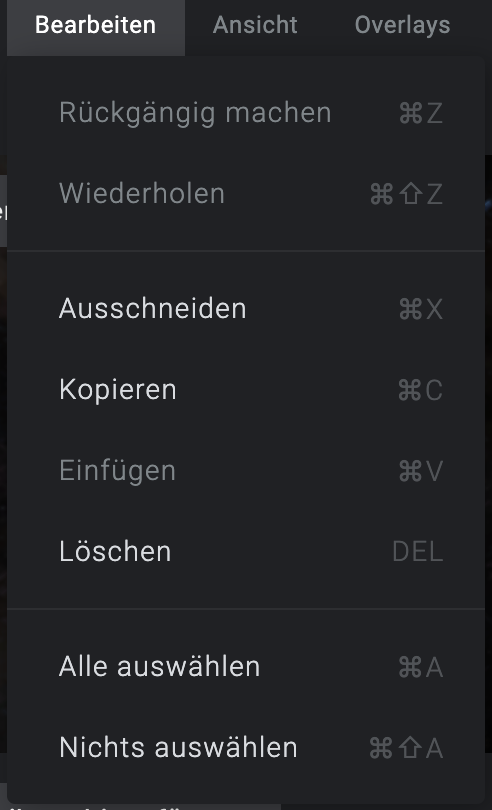 Bearbeiten Ansicht Overlays
Rückgängig machen ⌘Z
Wiederholen ⌘⇧Z
Ausschneiden ⌘X
Kopieren ⌘C
Einfügen ⌘V
Löschen DEL
Alle auswählen ⌘A
Nichts auswählen ⌘⇧A